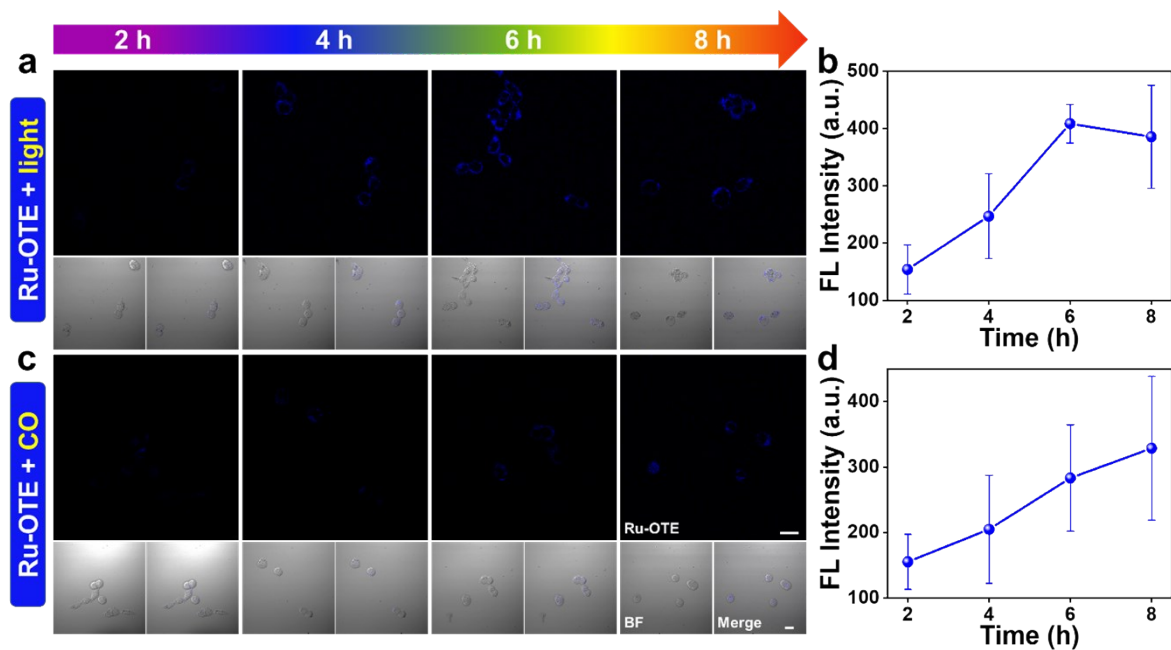 2 h 4 h 6 h 8 h
a
Ru-OTE + light
b
500
400
300
200
100
FL Intensity (a.u.)
2 4 6 8
Time (h)
c
Ru-OTE + CO
Ru-OTE
BF
Merge
d
400
300
200
100
FL Intensity (a.u.)
2 4 6 8
Time (h)